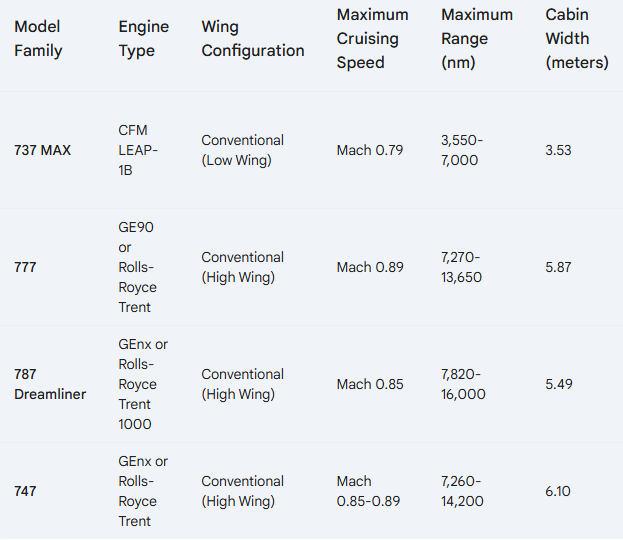 Model
Family
Engine
Type
Wing
Configuration
Maximum
Cruising
Speed
Maximum
Range
(nm)
Cabin
Width
(meters)
737 MAX
CFM
LEAP-
1B
Conventional
(Low Wing)
Mach 0.79
3,550-
7,000
3.53
777
GE90
or
Rolls-
Royce
Trent
Conventional
(High Wing)
Mach 0.89
7,270-
13,650
5.87
787
Dreamliner
GEnx or
Rolls-
Royce
Trent
1000
Conventional
(High Wing)
Mach 0.85
7,820-
16,000
5.49
747
GEnx or
Rolls-
Royce
Trent
Conventional
(High Wing)
Mach
0.85-0.89
7,260-
14,200
6.10